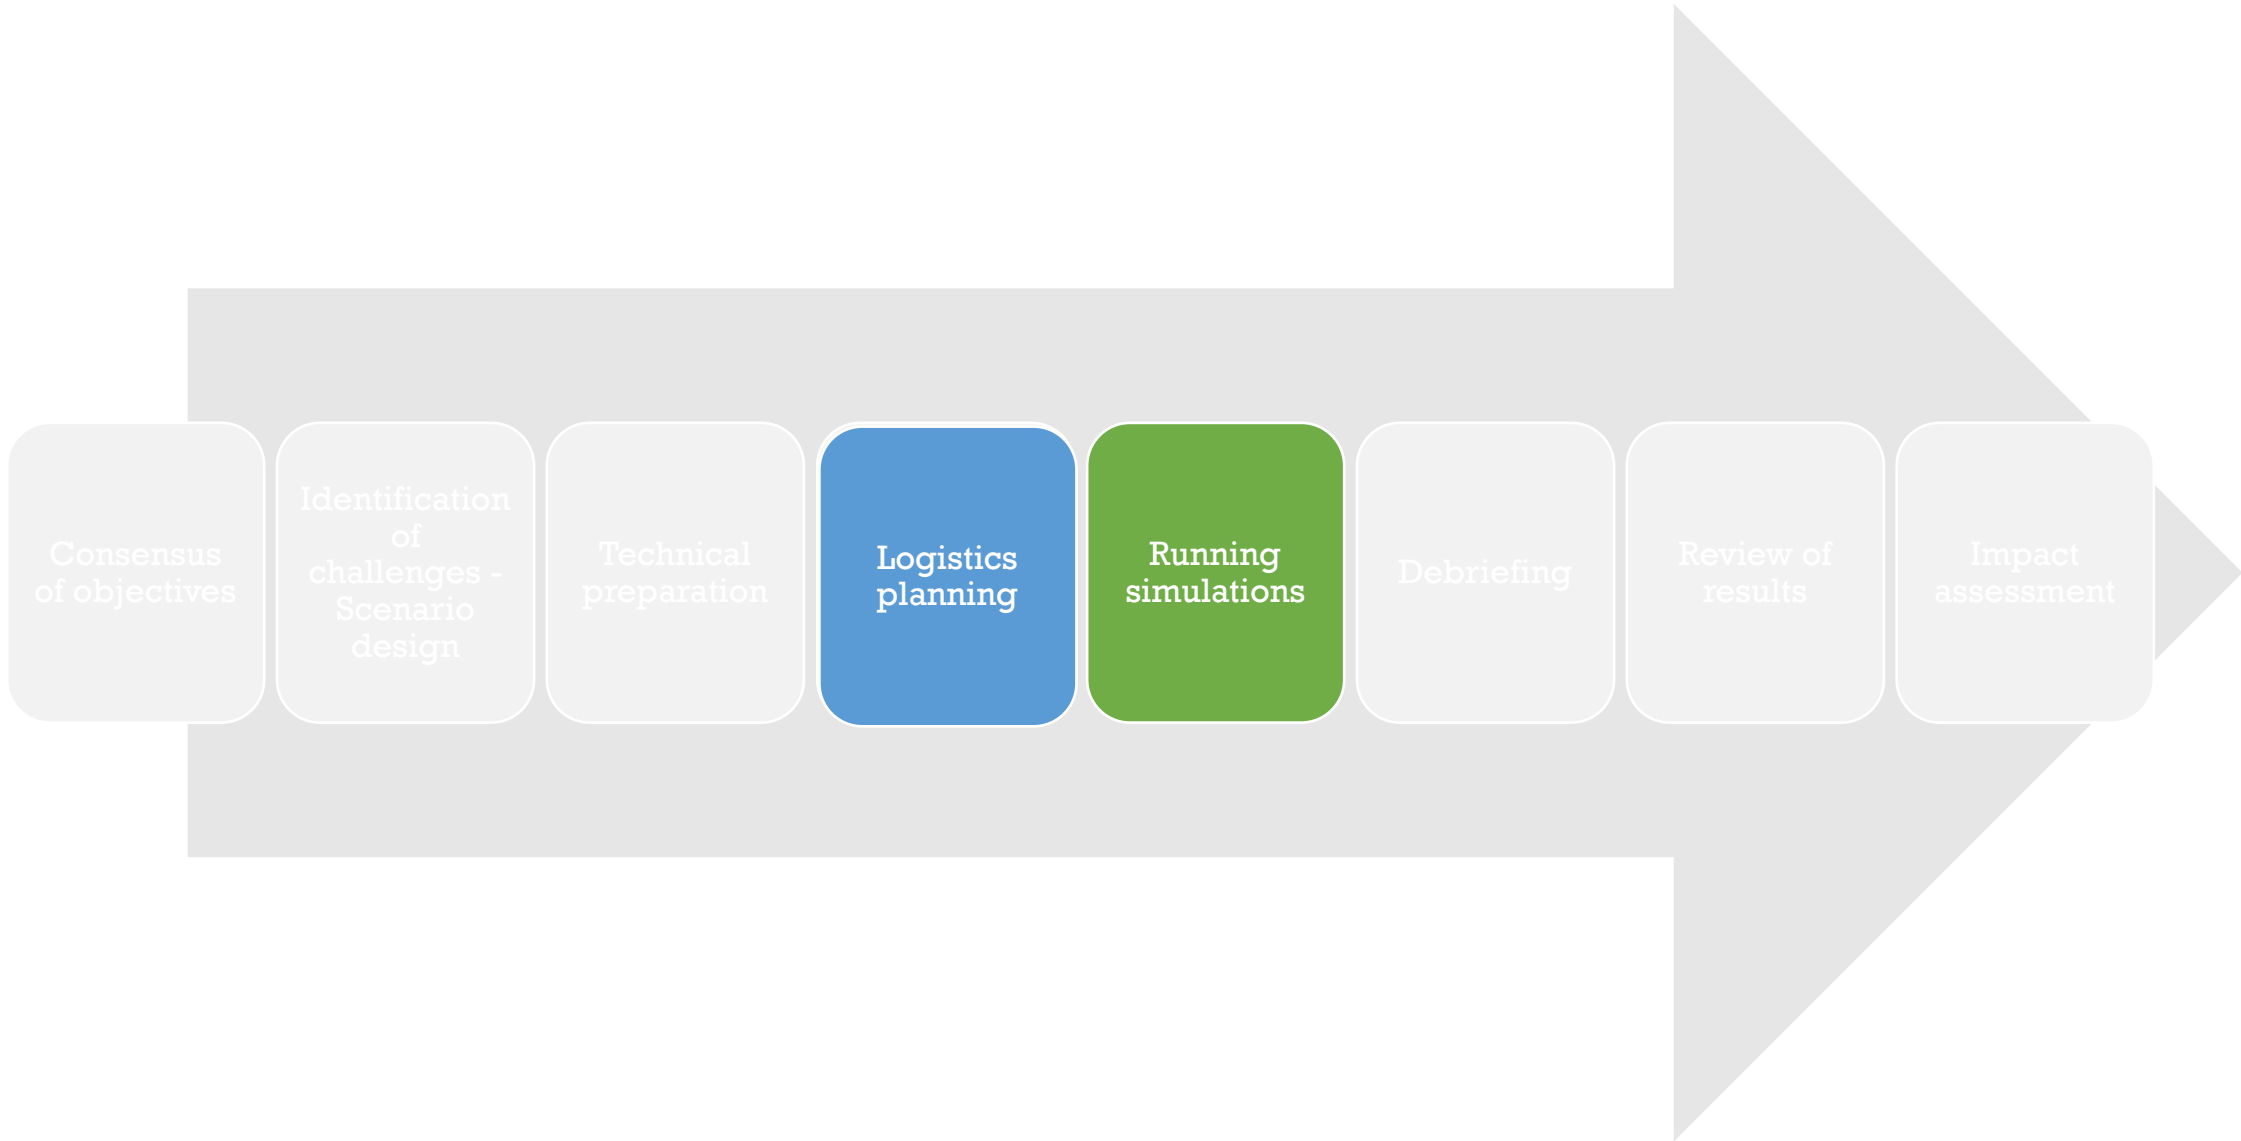 Consensus
of objectives
Identification
of
challenges -
Scenario
design
Technical
preparation
Logistics
planning
Running
simulations
Debriefing
Review of
results
Impact
assessment